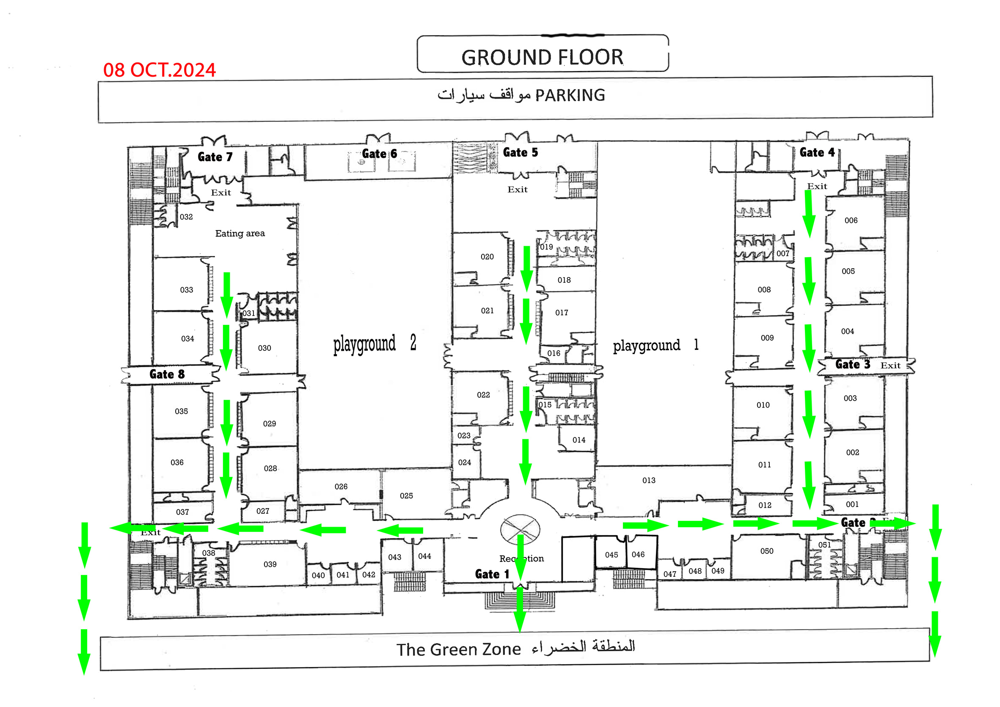 GROUND FLOOR
08 OCT.2024
مواقف سيارات PARKING
Gate 7
Gate 6
Gate 5
Gate 4
Exit
Exit
Exit
032
006
Eating area
019
007
020
005
018
033
008
031
021
017
034
009
004
030
playground 2
playground 1
016
Gate 8
Gate 3 Exit
022
015
010
003
035
029
023
014
024
036
028
011
002
026
025
013
037
027
012
001
Exit
Gate
038
039
043
044
Reception
045
046
050
051
040
041
042
Gate 1
047
048
049
The Green Zone المنطقة الخضراء